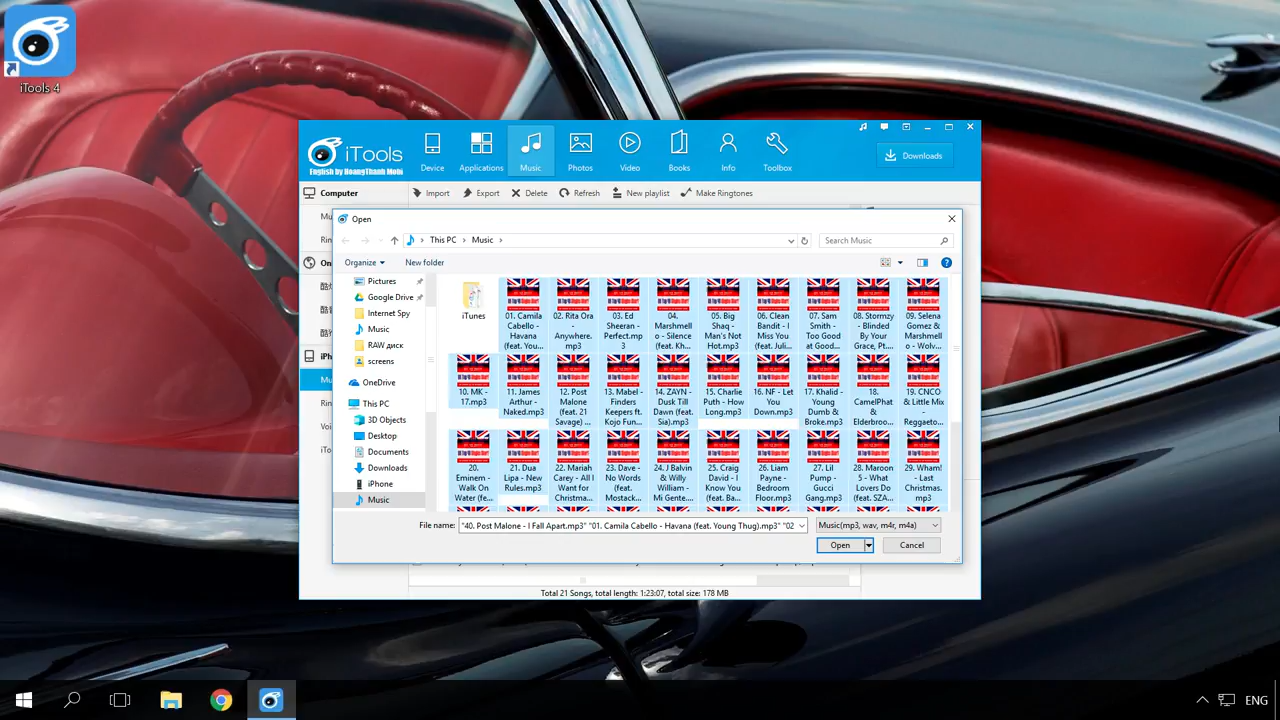 iTools 4
iTools
English by HoangThanh Mobi
Device
Applications
Music
Photos
Video
Books
Info
Toolbox
Downloads
Computer
Import
Export
Delete
Refresh
New playlist
Make Ringtones
Open
This PC
Music
Search Music
Organize
New folder
Pictures
Google Drive
Internet Spy
Music
RAW диск
screens
OneDrive
This PC
3D Objects
Desktop
Documents
Downloads
iPhone
Music
iTunes
01. Camila
Cabello -
Havana
(feat. You...
02. Rita Ora
-
Anywhere.
mp3
03. Ed
Sheeran -
Perfect.mp
3
04.
Marshmell
o - Silence
(feat. Kh...
05. Big
Shaq -
Man's Not
Hot.mp3
06. Clean
Bandit - I
Miss You
(feat. Juli...
07. Sam
Smith -
Too Good
at Good...
08. Stormzy
- Blinded
By Your
Grace, Pt....
09. Selena
Gomez &
Marshmell
o - Wolv...
10. MK -
17.mp3
11. James
Arthur -
Naked.mp3
12. Post
Malone
(feat. 21
Savage) ...
13. Mabel -
Finders
Keepers ft.
Kojo Fun...
14. ZAYN -
Dusk Till
Dawn (feat.
Sia).mp3
15. Charlie
Puth - How
Long.mp3
16. NF - Let
You
Down.mp3
17. Khalid -
Young
Dumb &
Broke.mp3
18.
CamelPhat
&
Elderbroo...
19. CNCO
& Little Mix
-
Reggaeto...
20.
Eminem -
Walk On
Water (fe...
21. Dua
Lipa - New
Rules.mp3
22. Mariah
Carey - All I
Want for
Christma...
23. Dave -
No Words
(feat.
Mostack...
24. J Balvin
& Willy
William -
Mi Gente...
25. Craig
David - I
Know You
(feat. Ba...
26. Liam
Payne -
Bedroom
Floor.mp3
27. Lil
Pump -
Gucci
Gang.mp3
28. Maroon
5 - What
Lovers Do
(feat. SZA...
29. Wham!
- Last
Christmas.
mp3
File name:
"40. Post Malone - I Fall Apart.mp3" "01. Camila Cabello - Havana (feat. Young Thug).mp3" "02
Music(mp3, wav, m4r, m4a)
Open
Cancel
Total 21 Songs, total length: 1:23:07, total size: 178 MB
ENG